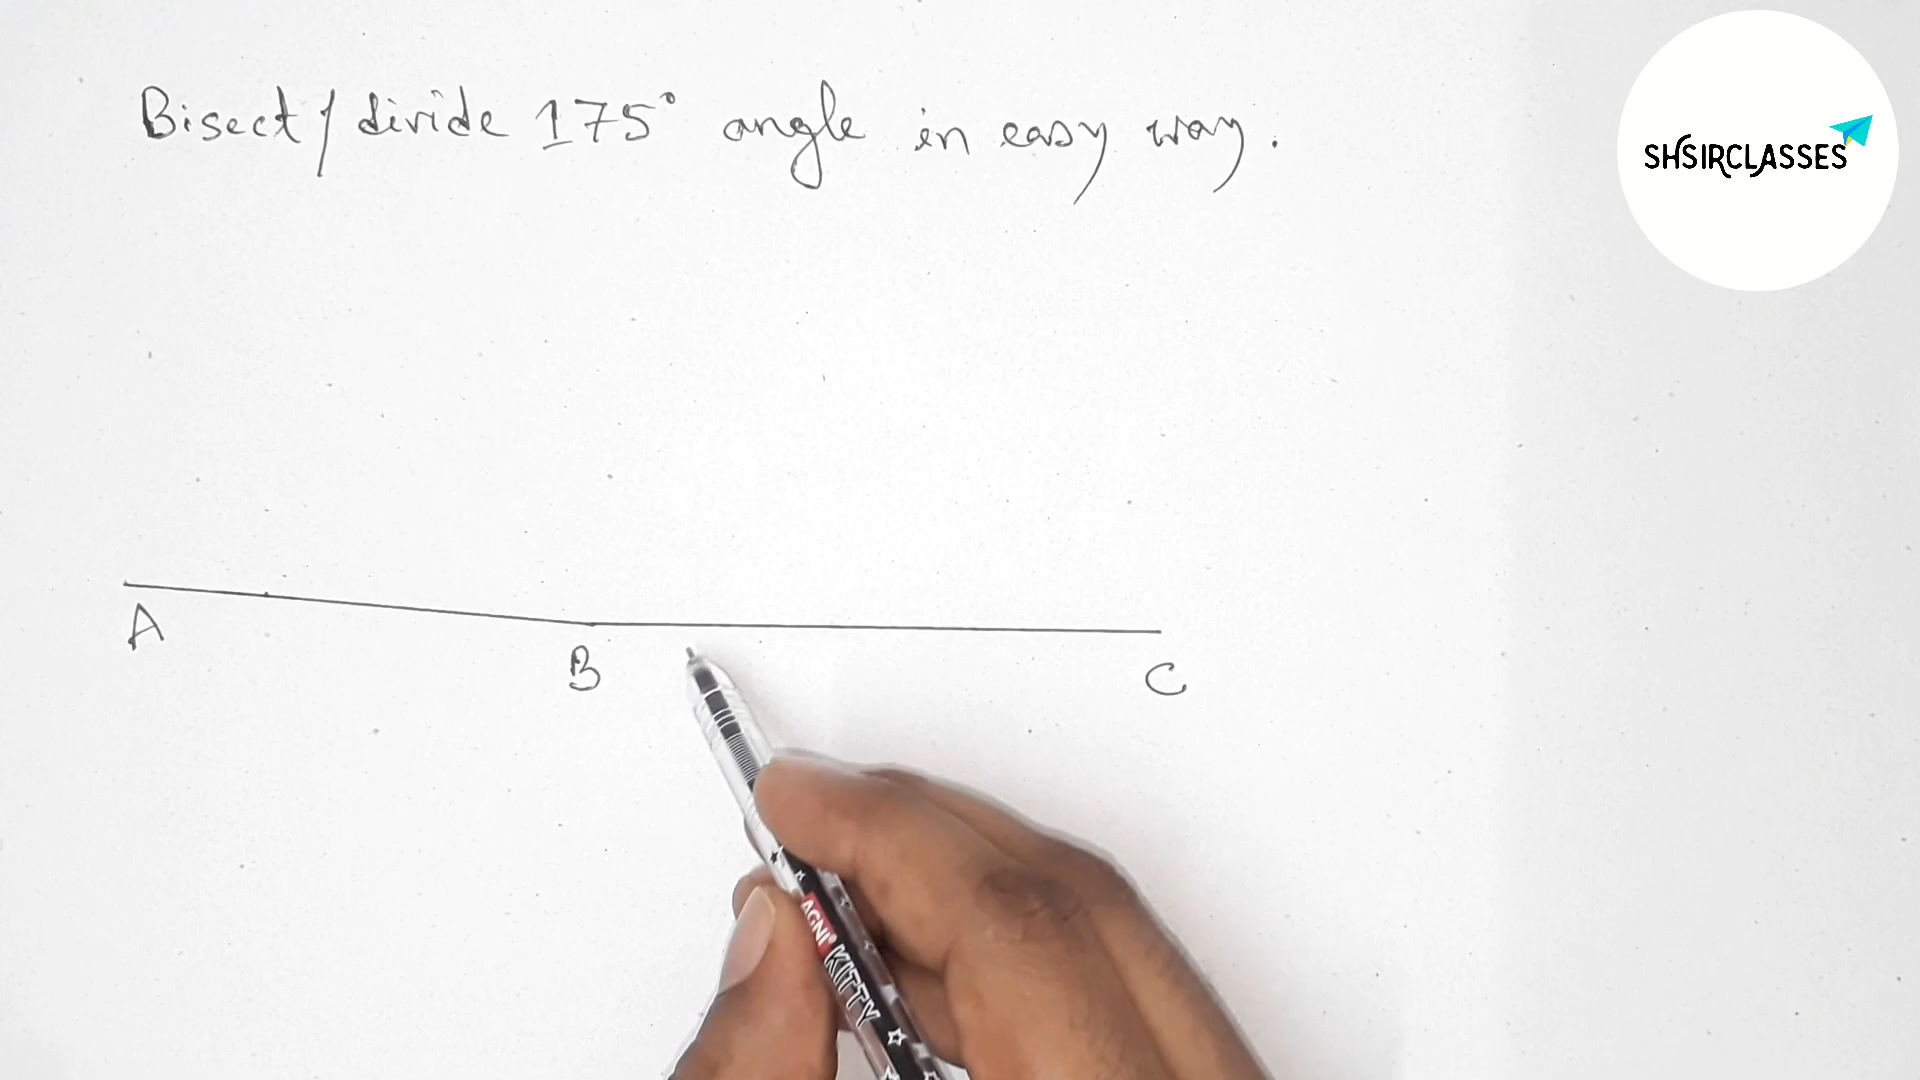 Bisect/divide 175° angle in easy way.
SHSIRCLASSES
A
B
C
AGNI® KITTY